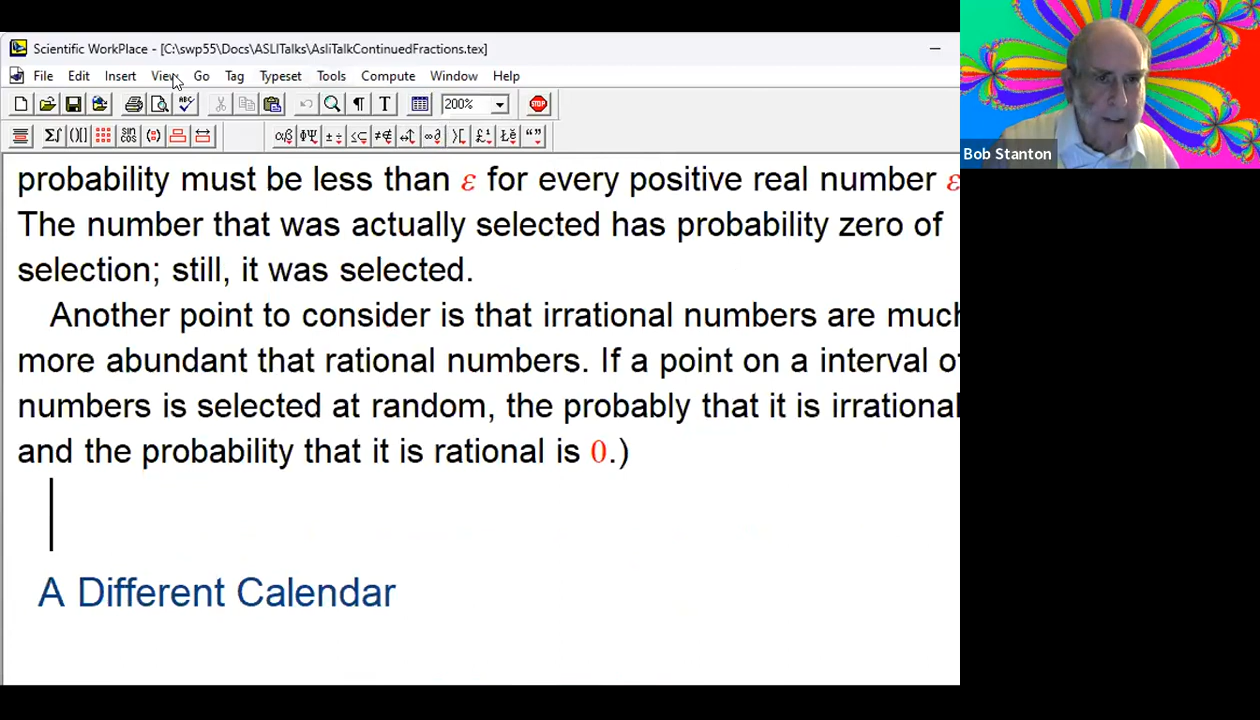 Scientific WorkPlace - [C:\swp55\Docs\ASLITalks\AsliTalkContinuedFractions.tex]
File Edit Insert View Go Tag Typeset Tools Compute Window Help
200% STOP
sin cos
probability must be less than ε for every positive real number ε
The number that was actually selected has probability zero of
selection; still, it was selected.
Another point to consider is that irrational numbers are much
more abundant that rational numbers. If a point on a interval of
numbers is selected at random, the probably that it is irrational
and the probability that it is rational is 0.)
A Different Calendar
Bob Stanton